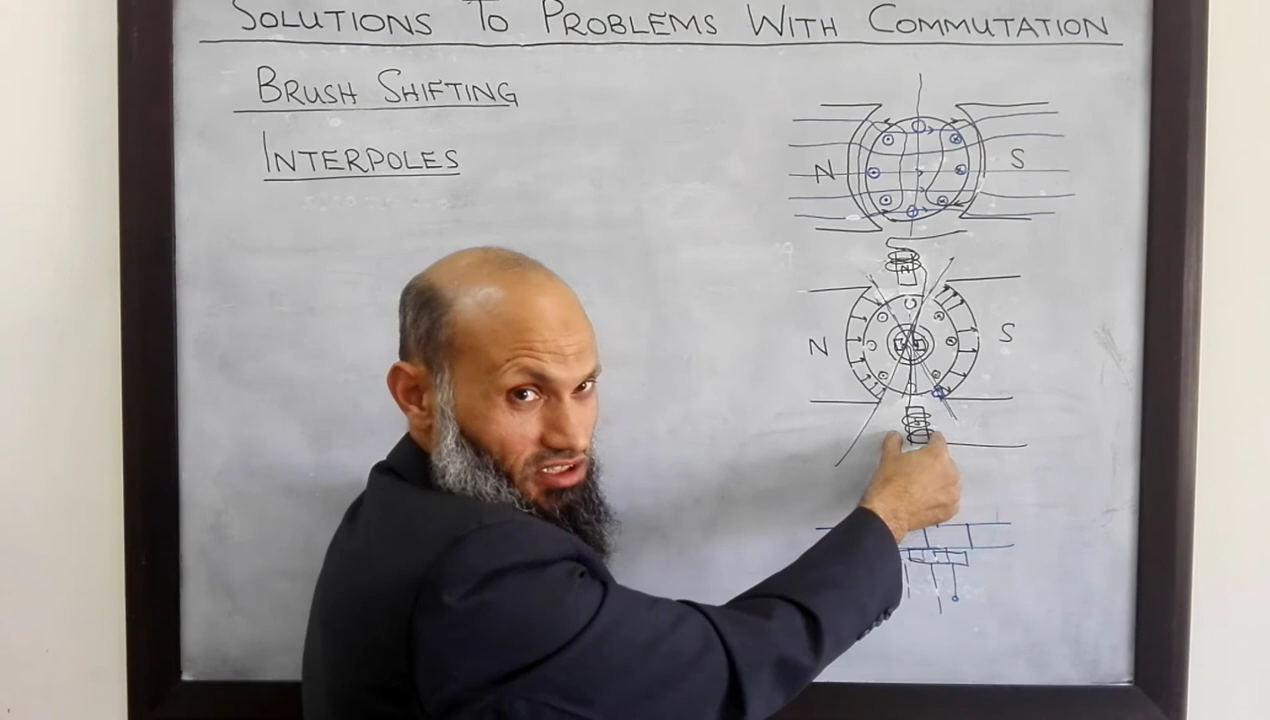 SOLUTIONS TO PROBLEMS WITH COMMUTATION
BRUSH SHIFTING
INTERPOLES
N S
N
N S